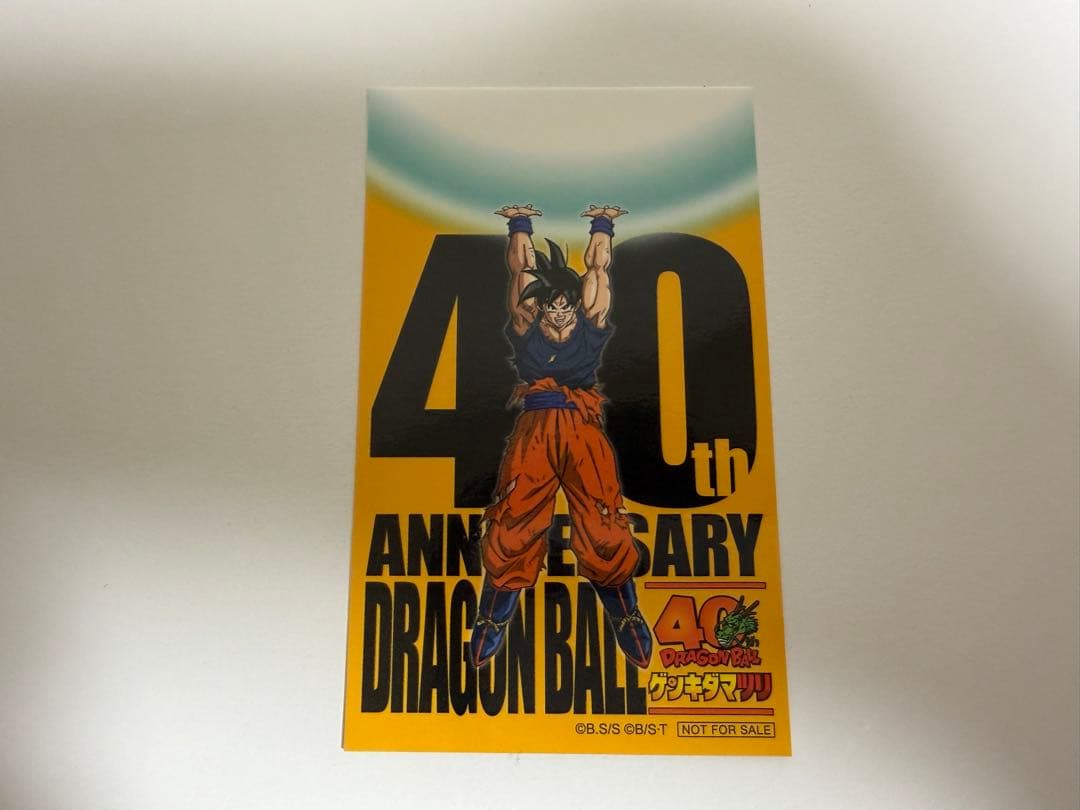 40th
ANNIVERSARY
DRAGON BALL
40th
DRAGON BALL
ゲンキダマツリ
©B.S/S ©B/S·T NOT FOR SALE